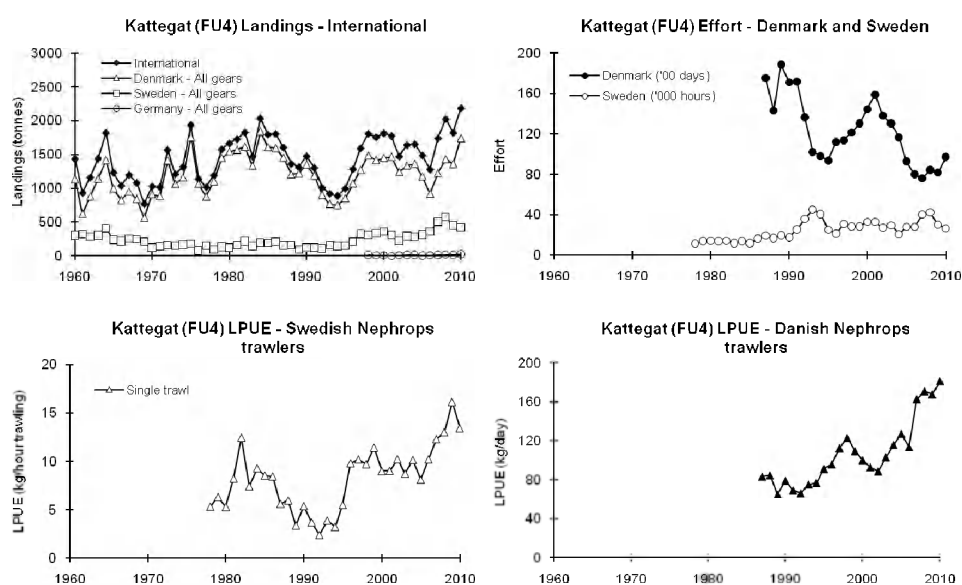 Kattegat (FU4) Landings - International
3000
2500
2000
1500
1000
500
0
Landings (tonnes)
International
Denmark - All gears
Sweden - All gears
Germany - All gears
1960
1970
1980
1990
2000
2010
Kattegat (FU4) Effort - Denmark and Sweden
200
160
120
80
40
0
Effort
Denmark ('00 days)
Sweden ('000 hours)
1960
1970
1980
1990
2000
2010
Kattegat (FU4) LPUE - Swedish Nephrops
trawlers
20
15
10
5
0
LPUE (kg/hour trawling)
Single trawl
1960
1970
1980
1990
2000
2010
Kattegat (FU4) LPUE - Danish Nephrops
trawlers
200
160
120
80
40
0
LPUE (kg/day)
1960
1970
1980
1990
2000
2010